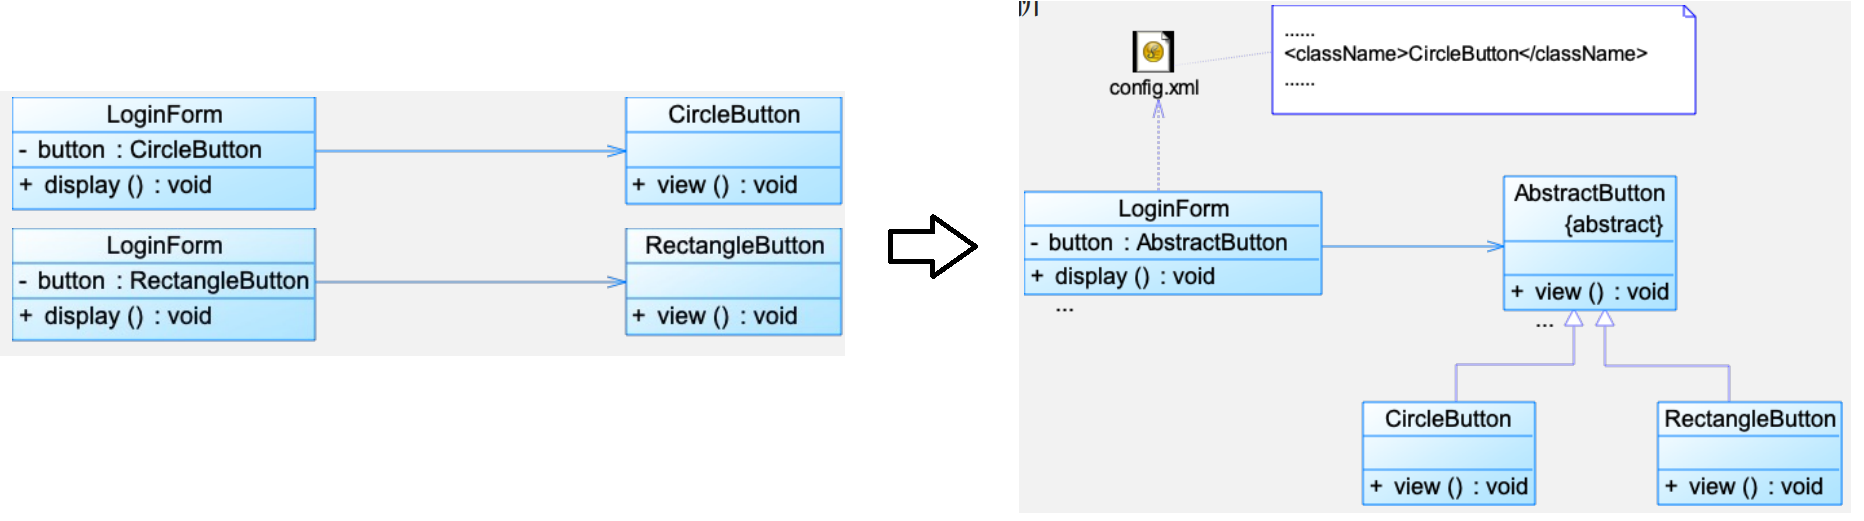 LoginForm
- button : CircleButton
+ display () : void
CircleButton
+ view () : void
LoginForm
- button : RectangleButton
+ display () : void
RectangleButton
+ view () : void
......
<className>CircleButton</className>
......
config.xml
LoginForm
- button : AbstractButton
+ display () : void
...
AbstractButton
{abstract}
+ view () : void
...
CircleButton
+ view () : void
RectangleButton
+ view () : void